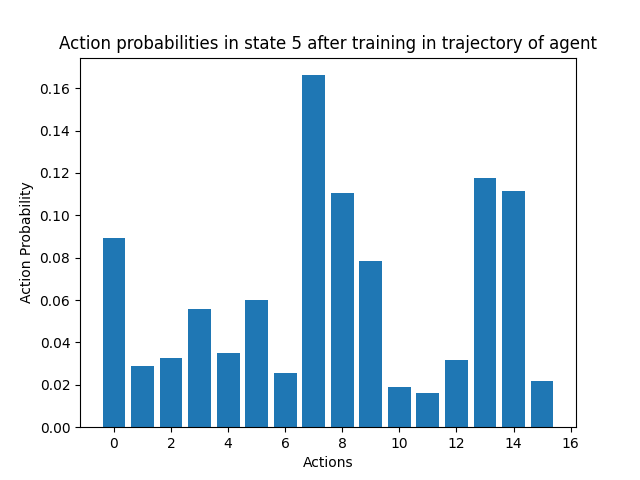 Action probabilities in state 5 after training in trajectory of agent
0.16
0.14
0.12
0.10
0.08
0.06
0.04
0.02
0.00
Action Probability
0 2 4 6 8 10 12 14 16
Actions